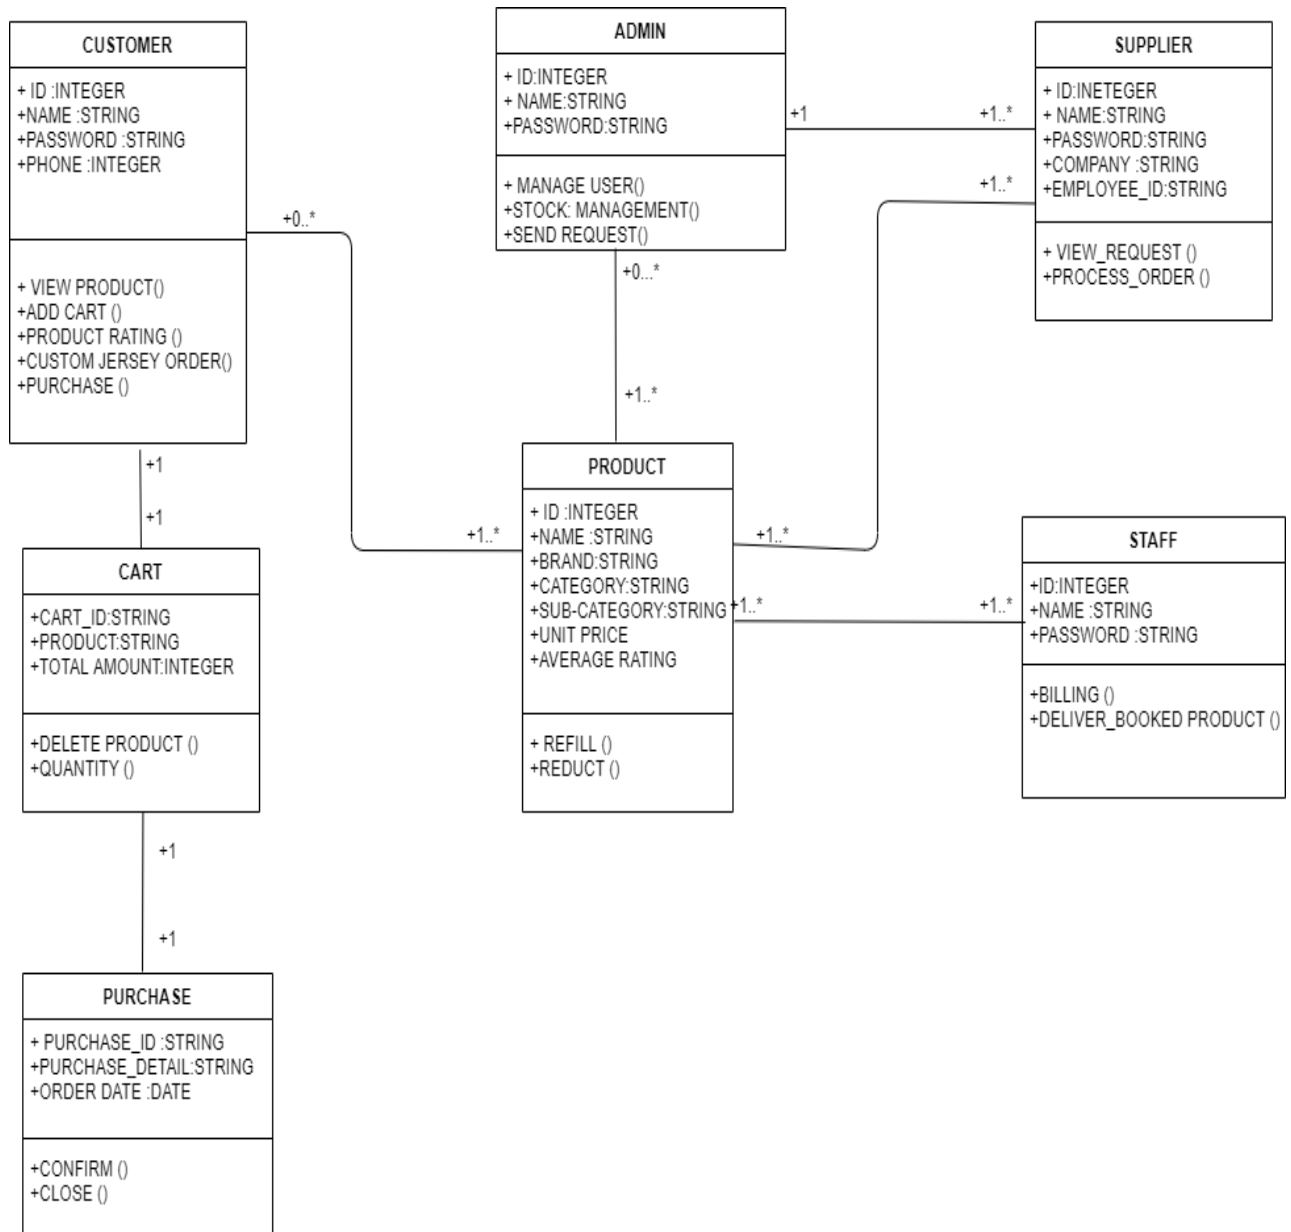 CUSTOMER
+ ID :INTEGER
+NAME :STRING
+PASSWORD :STRING
+PHONE :INTEGER
+ VIEW PRODUCT()
+ADD CART ()
+PRODUCT RATING ()
+CUSTOM JERSEY ORDER()
+PURCHASE ()
ADMIN
+ ID:INTEGER
+ NAME:STRING
+PASSWORD:STRING
+ MANAGE USER()
+STOCK: MANAGEMENT()
+SEND REQUEST()
SUPPLIER
+ ID:INETEGER
+ NAME:STRING
+PASSWORD:STRING
+COMPANY :STRING
+EMPLOYEE_ID:STRING
+ VIEW_REQUEST ()
+PROCESS_ORDER ()
+1
+1..*
+1..*
+0..*
+0...*
+1..*
+1
+1
+1..*
+1..*
+1..*
+1..*
PRODUCT
+ ID :INTEGER
+NAME :STRING
+BRAND:STRING
+CATEGORY:STRING
+SUB-CATEGORY:STRING
+UNIT PRICE
+AVERAGE RATING
+ REFILL ()
+REDUCT ()
STAFF
+ID:INTEGER
+NAME :STRING
+PASSWORD :STRING
+BILLING ()
+DELIVER_BOOKED PRODUCT ()
CART
+CART_ID:STRING
+PRODUCT:STRING
+TOTAL AMOUNT:INTEGER
+DELETE PRODUCT ()
+QUANTITY ()
+1
+1
PURCHASE
+ PURCHASE_ID :STRING
+PURCHASE_DETAIL:STRING
+ORDER DATE :DATE
+CONFIRM ()
+CLOSE ()